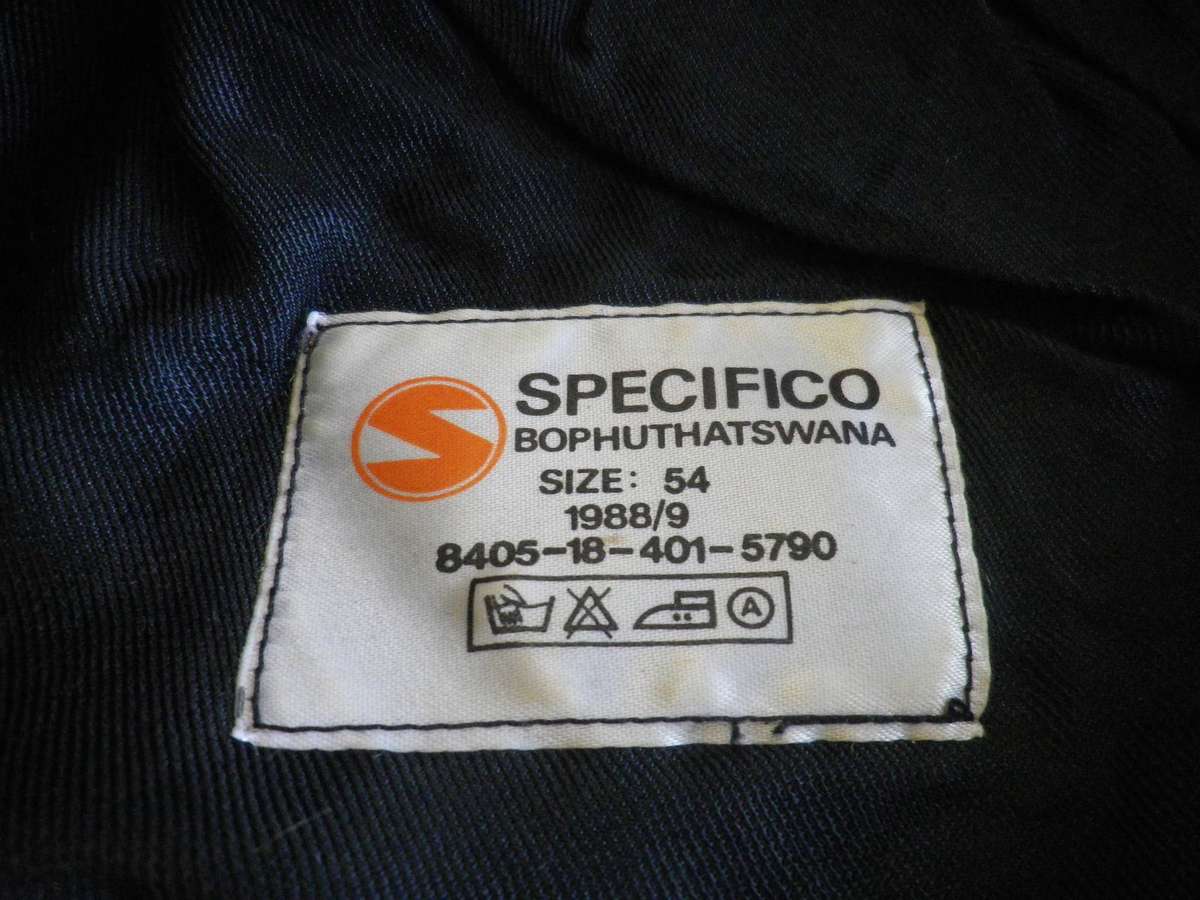 SPECIFICO
BOPHUTHATSWANA
SIZE: 54
1988/9
8405-18-401-5790
A